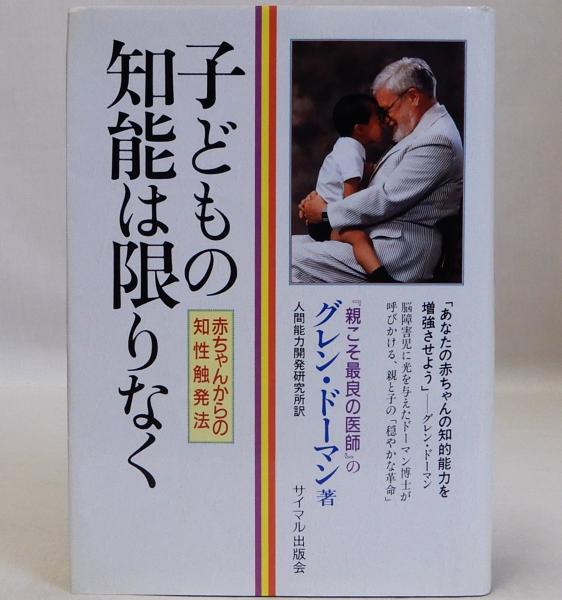 「あなたの赤ちゃんの知的能力を
増強させよう」──グレン・ドーマン
脳障害児に光を与えたドーマン博士が
呼びかける、親と子の「穏やかな革命」
『親こそ最良の医師』の
グレン・ドーマン著
人間能力開発研究所訳
サイマル出版会
子どもの
知能は限りなく
赤ちゃんからの
知性触発法